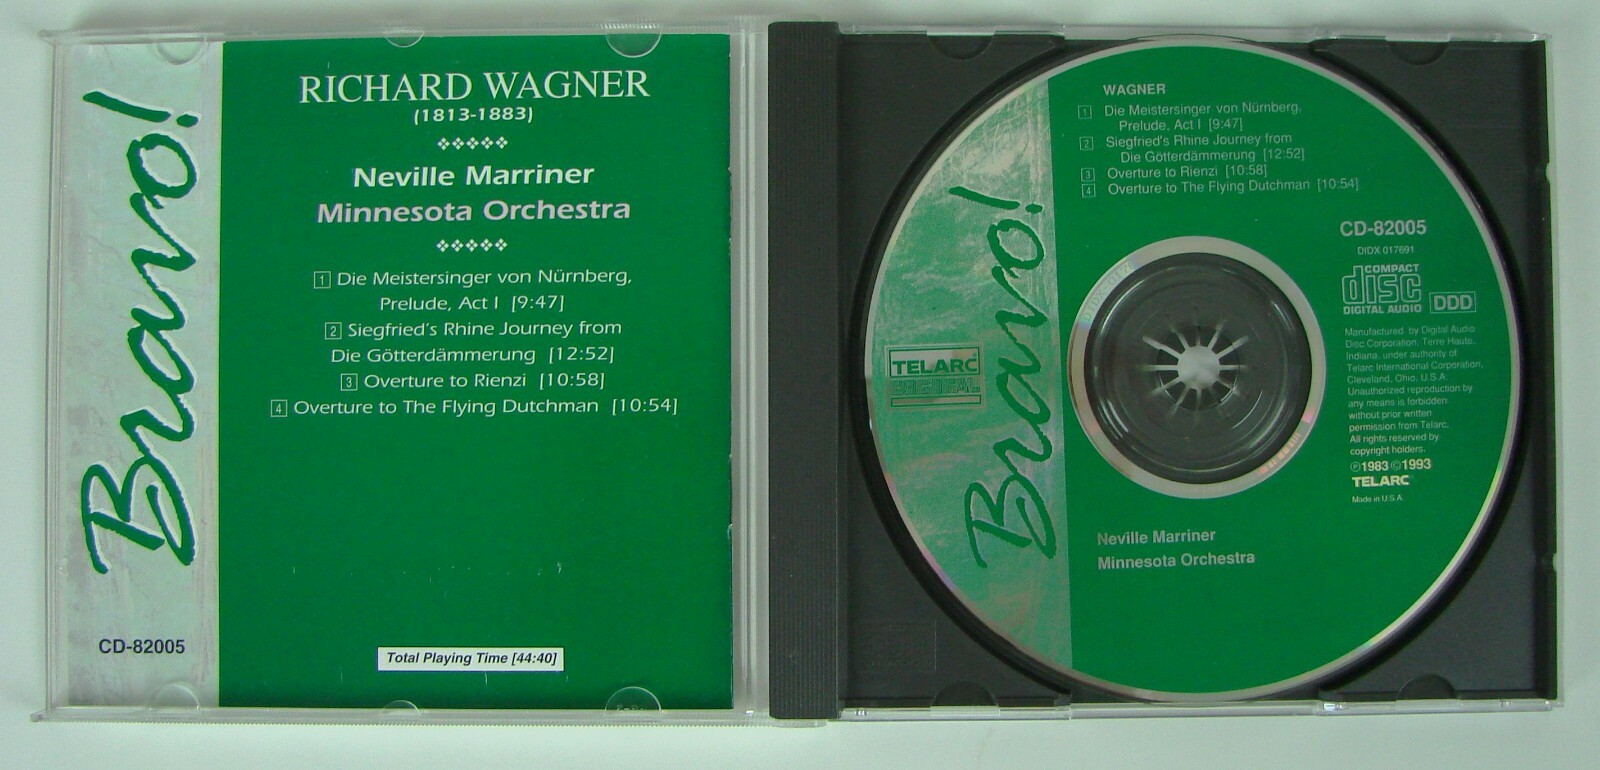 Bravo!
CD-82005
RICHARD WAGNER
(1813-1883)
Neville Marriner
Minnesota Orchestra
1 Die Meistersinger von Nürnberg,
Prelude, Act I [9:47]
2 Siegfried's Rhine Journey from
Die Götterdämmerung [12:52]
3 Overture to Rienzi [10:58]
4 Overture to The Flying Dutchman [10:54]
Total Playing Time [44:40]
WAGNER
1 Die Meistersinger von Nürnberg,
Prelude, Act I [9:47]
2 Siegfried's Rhine Journey from
Die Götterdämmerung [12:52]
3 Overture to Rienzi [10:58]
4 Overture to The Flying Dutchman [10:54]
CD-82005
DIDX 017691
COMPACT
disc
DIGITAL AUDIO
DDD
Manufactured by Digital Audio
Disc Corporation, Terre Haute,
Indiana, under authority of
Telarc International Corporation,
Cleveland, Ohio, U.S.A.
Unauthorized reproduction by
any means is forbidden
without prior written
permission from Telarc.
All rights reserved by
copyright holders.
℗1983 ©1993
TELARC
Made in U.S.A.
TELARC
DIGITAL
Bravo!
Neville Marriner
Minnesota Orchestra